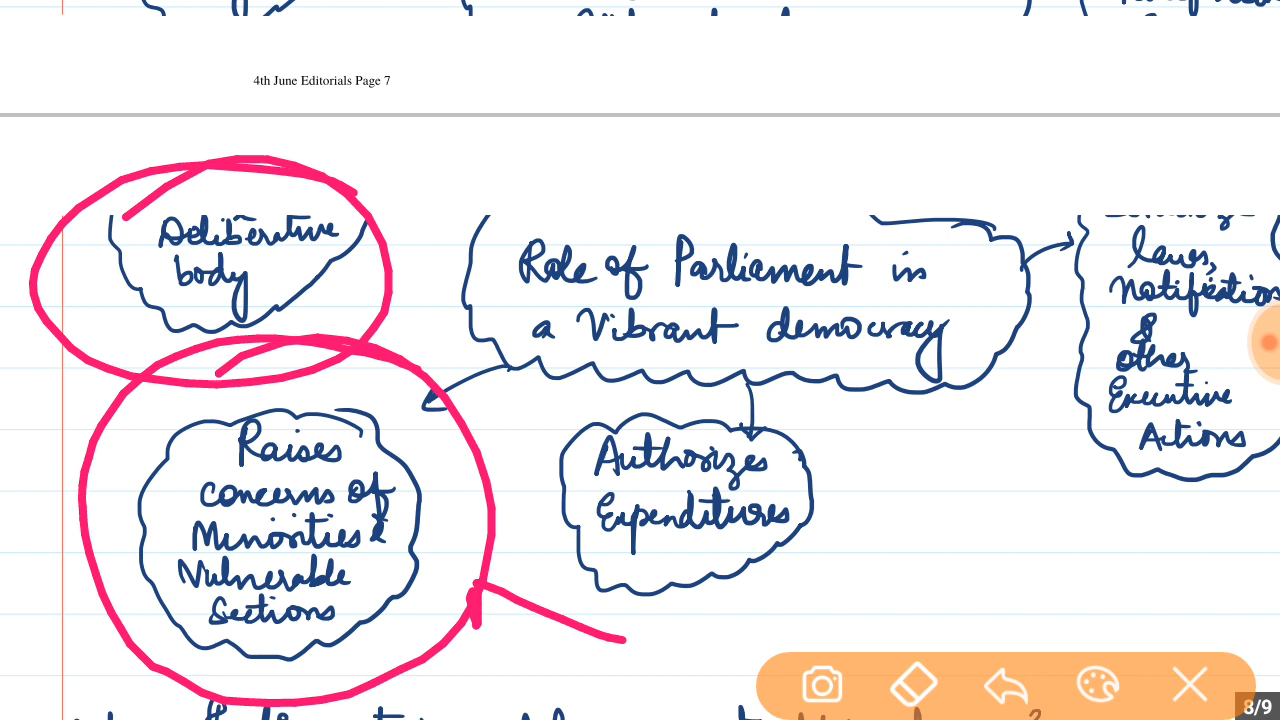 4th June Editorials Page 7
Deliberative
body
Role of Parliament in
a Vibrant democracy
laws,
Notifications
&
other
Executive
Actions
Raises
concerns of
Minorities &
Vulnerable
Sections
Authorizes
Expenditures
8/9